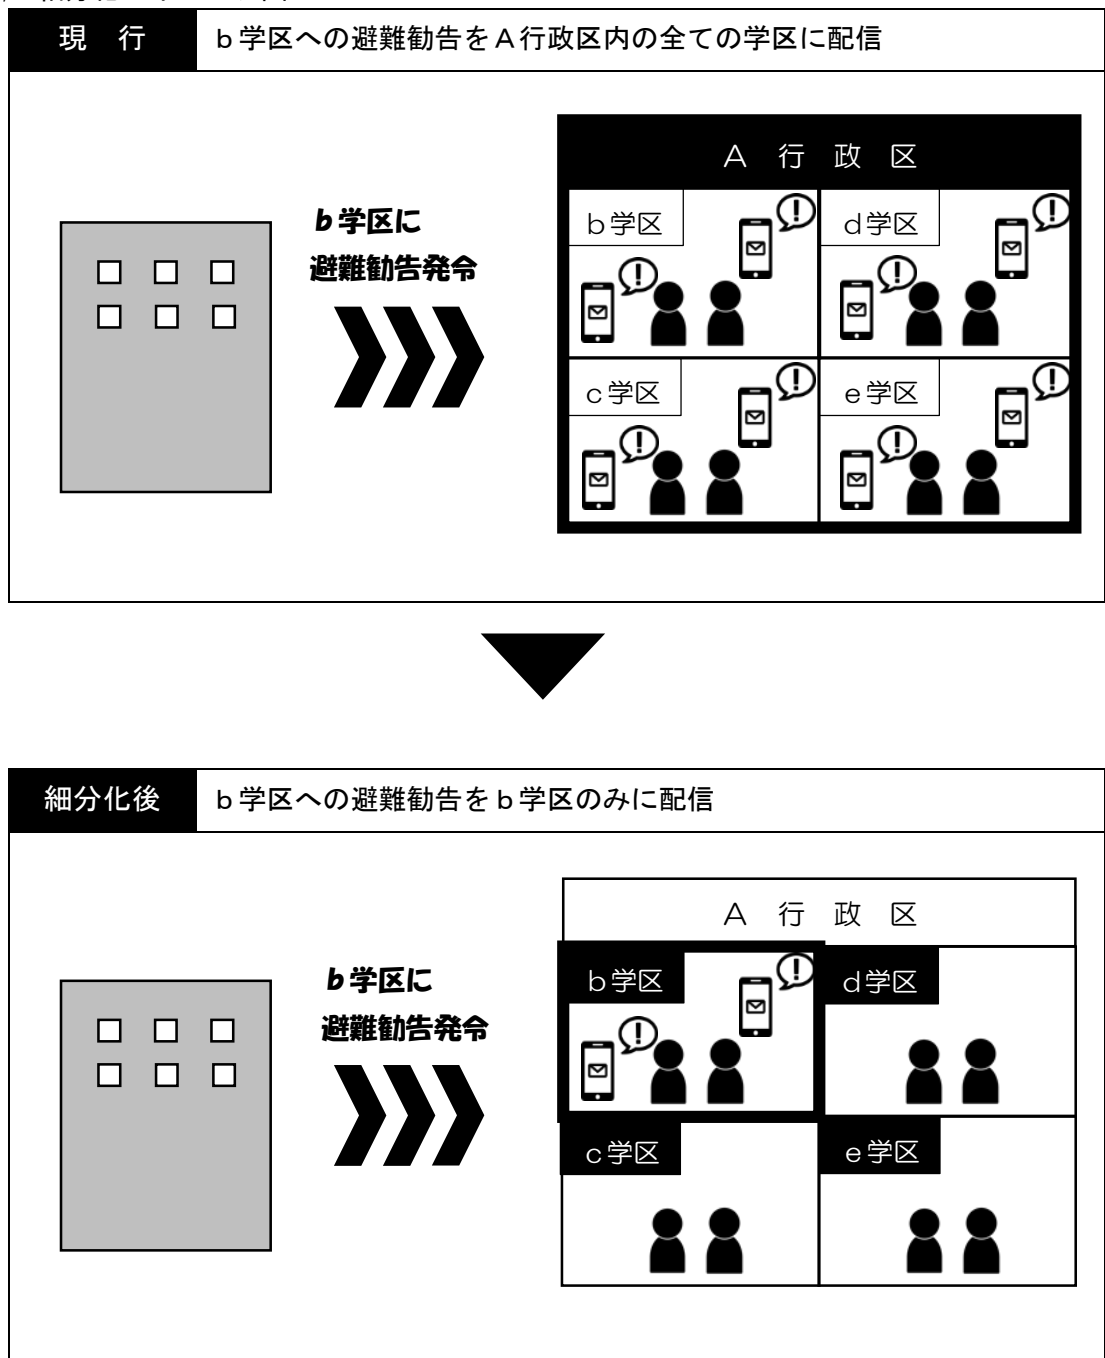 現 行
b学区への避難勧告をA行政区内の全ての学区に配信
A 行 政 区
b学区に
避難勧告発令
b学区
d学区
c学区
e学区
細分化後
b学区への避難勧告をb学区のみに配信
A 行 政 区
b学区に
避難勧告発令
b学区
d学区
c学区
e学区